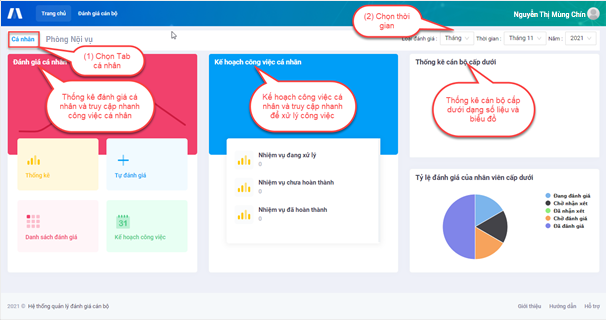 Trang chủ Đánh giá cán bộ
Nguyễn Thị Mùng Chín
(2) Chọn thời
gian
Cá nhân Phòng Nội vụ
Loại đánh giá : Tháng Thời gian : Tháng 11 Năm : 2021
(1) Chọn Tab
cá nhân
Đánh giá cá nhân
Thống kê đánh giá cá
nhân và truy cập nhanh
công việc cá nhân
Thống kê
Tự đánh giá
Danh sách đánh giá
31
Kế hoạch công việc
Kế hoạch công việc cá nhân
Kế hoạch công việc cá
nhân và truy cập nhanh
để xử lý công việc
Nhiệm vụ đang xử lý
0
Nhiệm vụ chưa hoàn thành
0
Nhiệm vụ đã hoàn thành
0
Thống kê cán bộ cấp dưới
Thống kê cán bộ cấp
dưới dạng số liệu và
biểu đồ
Tỷ lệ đánh giá của nhân viên cấp dưới
Đang đánh giá
Chờ nhận xét
Đã nhận xét
Chờ đánh giá
Đã đánh giá
2021 © Hệ thống quản lý đánh giá cán bộ
Giới thiệu Hướng dẫn Hỗ trợ